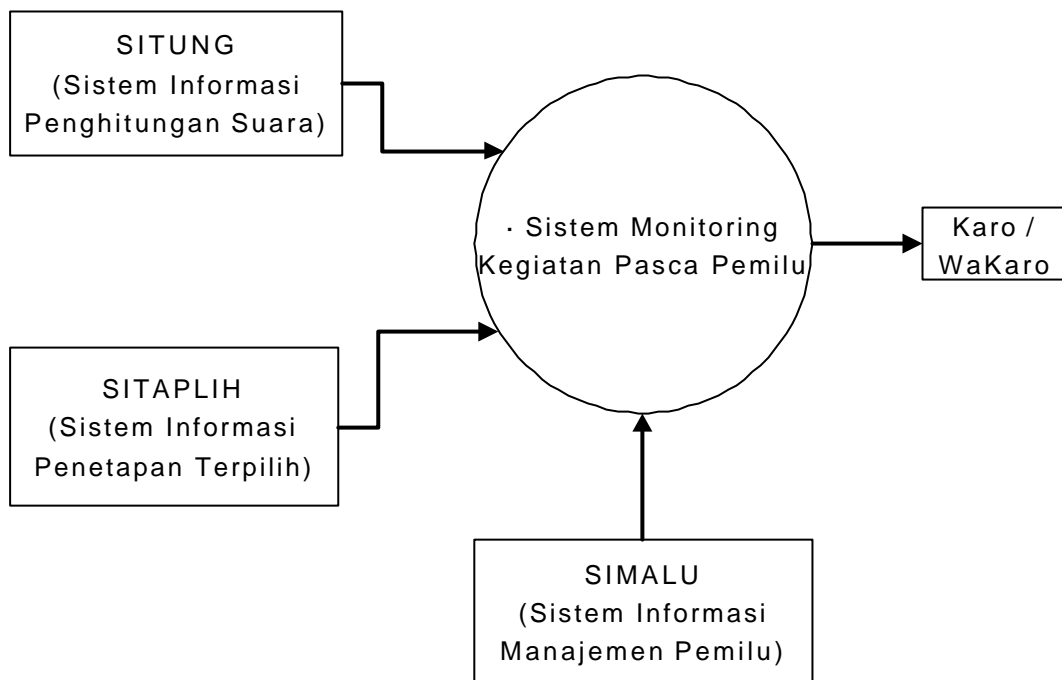 SITUNG
(Sistem Informasi
Penghitungan Suara)
· Sistem Monitoring
Kegiatan Pasca Pemilu
Karo /
WaKaro
SITAPLIH
(Sistem Informasi
Penetapan Terpilih)
SIMALU
(Sistem Informasi
Manajemen Pemilu)